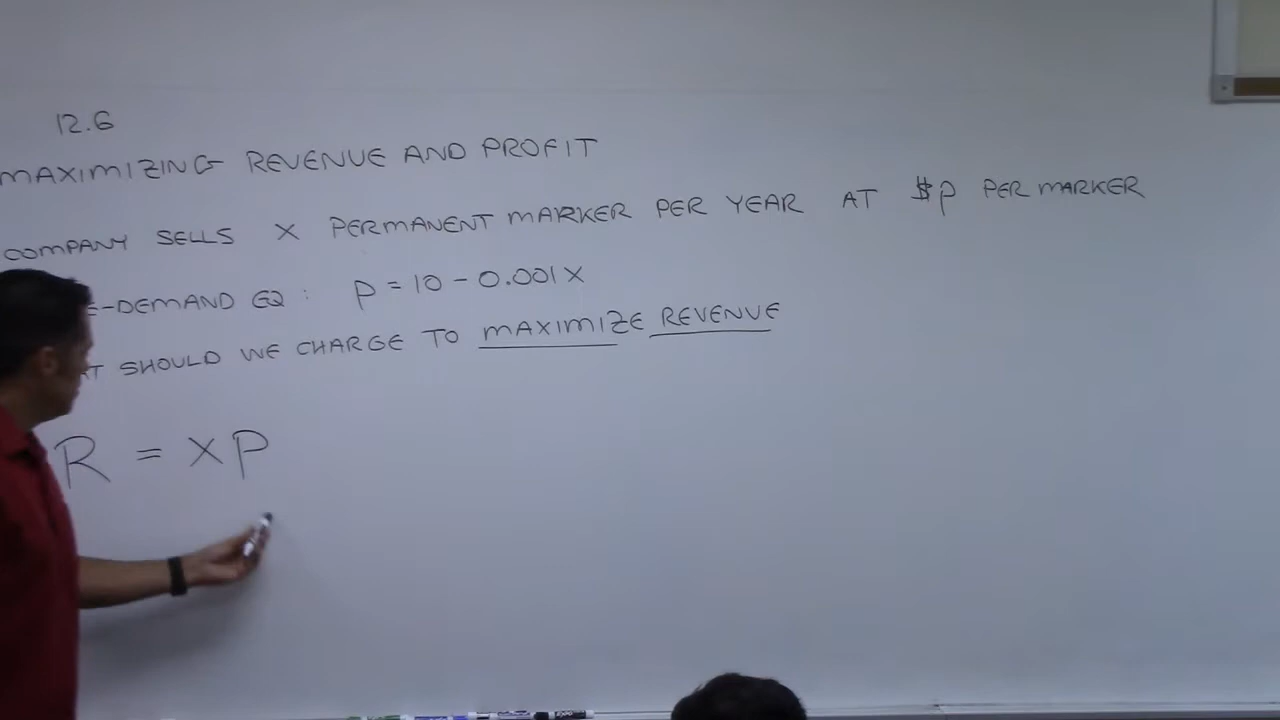 12.6
MAXIMIZING REVENUE AND PROFIT
COMPANY SELLS X PERMANENT MARKER PER YEAR AT $p PER MARKER
E-DEMAND EQ: p = 10 - 0.001x
SHOULD WE CHARGE TO MAXIMIZE REVENUE
R = XP